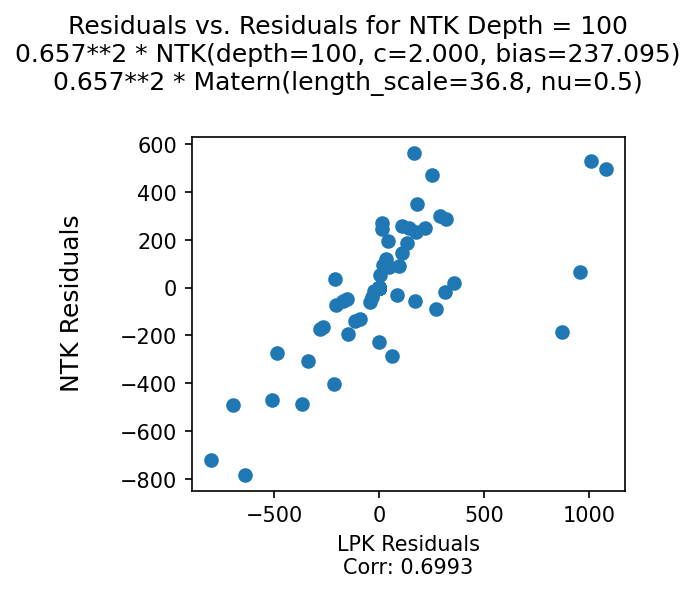 Residuals vs. Residuals for NTK Depth = 100
0.657**2 * NTK(depth=100, c=2.000, bias=237.095)
0.657**2 * Matern(length_scale=36.8, nu=0.5)
600
400
200
0
−200
−400
−600
−800
NTK Residuals
−500 0 500 1000
LPK Residuals
Corr: 0.6993